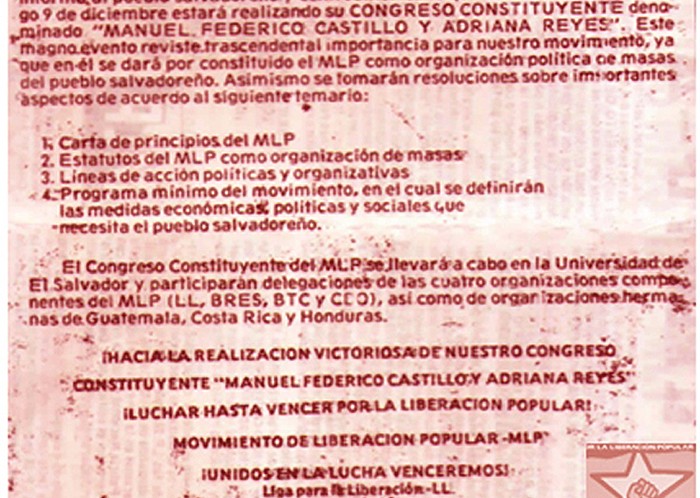 informa, al pueblo salvadoreño y
go 9 de diciembre estará realizando su CONGRESO CONSTITUYENTE deno-
minado "MANUEL FEDERICO CASTILLO Y ADRIANA REYES". Este
magno evento reviste trascendental importancia para nuestro movimiento, ya
que en él se dará por constituido el MLP como organización política de masas
del pueblo salvadoreño. Asimismo se tomarán resoluciones sobre importantes
aspectos de acuerdo al siguiente temario:
1. Carta de principios del MLP
2. Estatutos del MLP como organización de masas
3. Lineas de acción políticas y organizativas
4. Programa mínimo del movimiento, en el cual se definirán
las medidas económicas, políticas y sociales que
necesita el pueblo salvadoreño.
El Congreso Constituyente del MLP se llevará a cabo en la Universidad de
El Salvador y participarán delegaciones de las cuatro organizaciones compo-
nentes del MLP (LL, BRES, BTC y CDO), así como de organizaciones herma-
nas de Guatemala, Costa Rica y Honduras.
¡HACIA LA REALIZACION VICTORIOSA DE NUESTRO CONGRESO
CONSTITUYENTE "MANUEL FEDERICO CASTILLO Y ADRIANA REYES"
¡LUCHAR HASTA VENCER POR LA LIBERACION POPULAR!
MOVIMIENTO DE LIBERACION POPULAR -MLP
¡UNIDOS EN LA LUCHA VENCEREMOS!
Liga para la Liberación -LL
R LA LIBERACION POPULAR